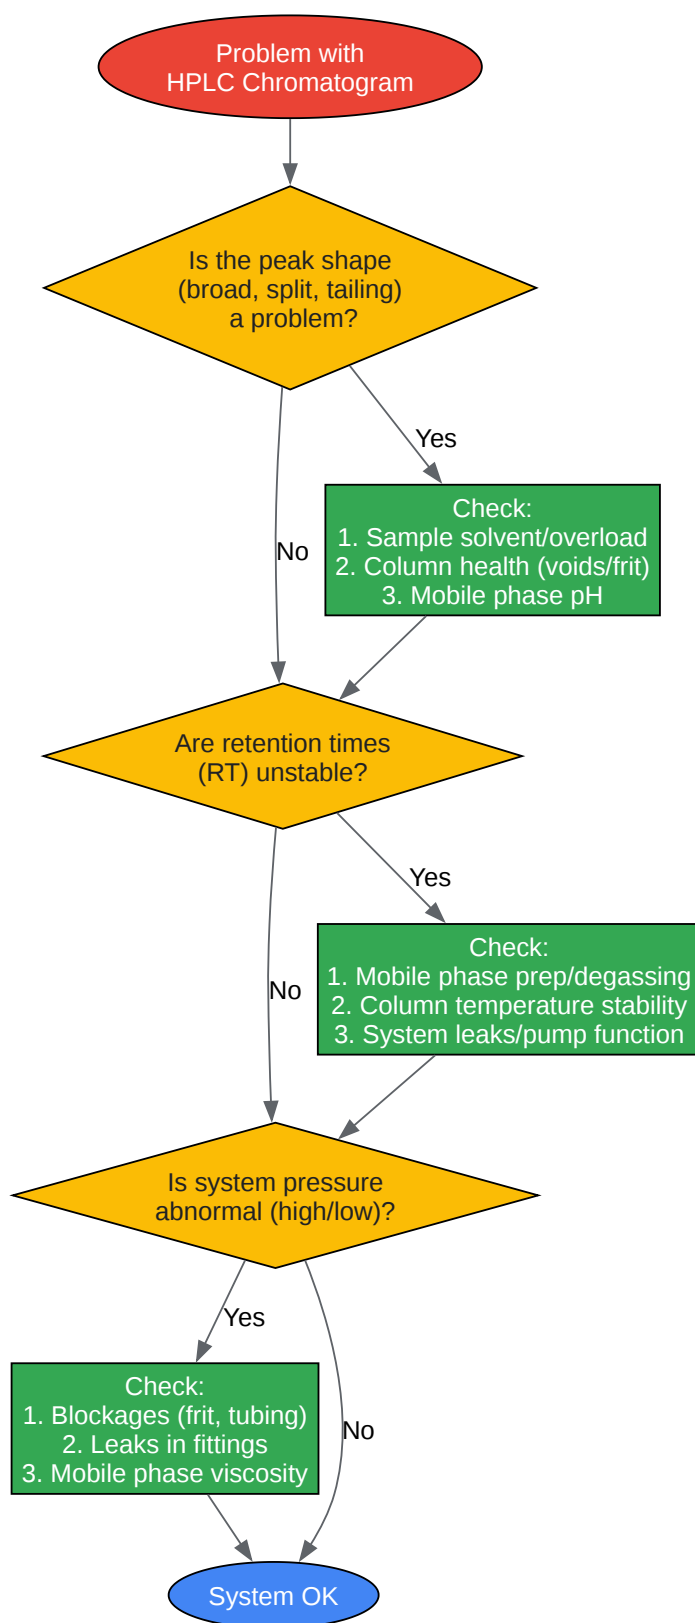 Problem with
HPLC Chromatogram
Is the peak shape
(broad, split, tailing)
a problem?
Yes
No
Check:
1. Sample solvent/overload
2. Column health (voids/frit)
3. Mobile phase pH
Are retention times
(RT) unstable?
Yes
No
Check:
1. Mobile phase prep/degassing
2. Column temperature stability
3. System leaks/pump function
Is system pressure
abnormal (high/low)?
Yes
No
Check:
1. Blockages (frit, tubing)
2. Leaks in fittings
3. Mobile phase viscosity
System OK